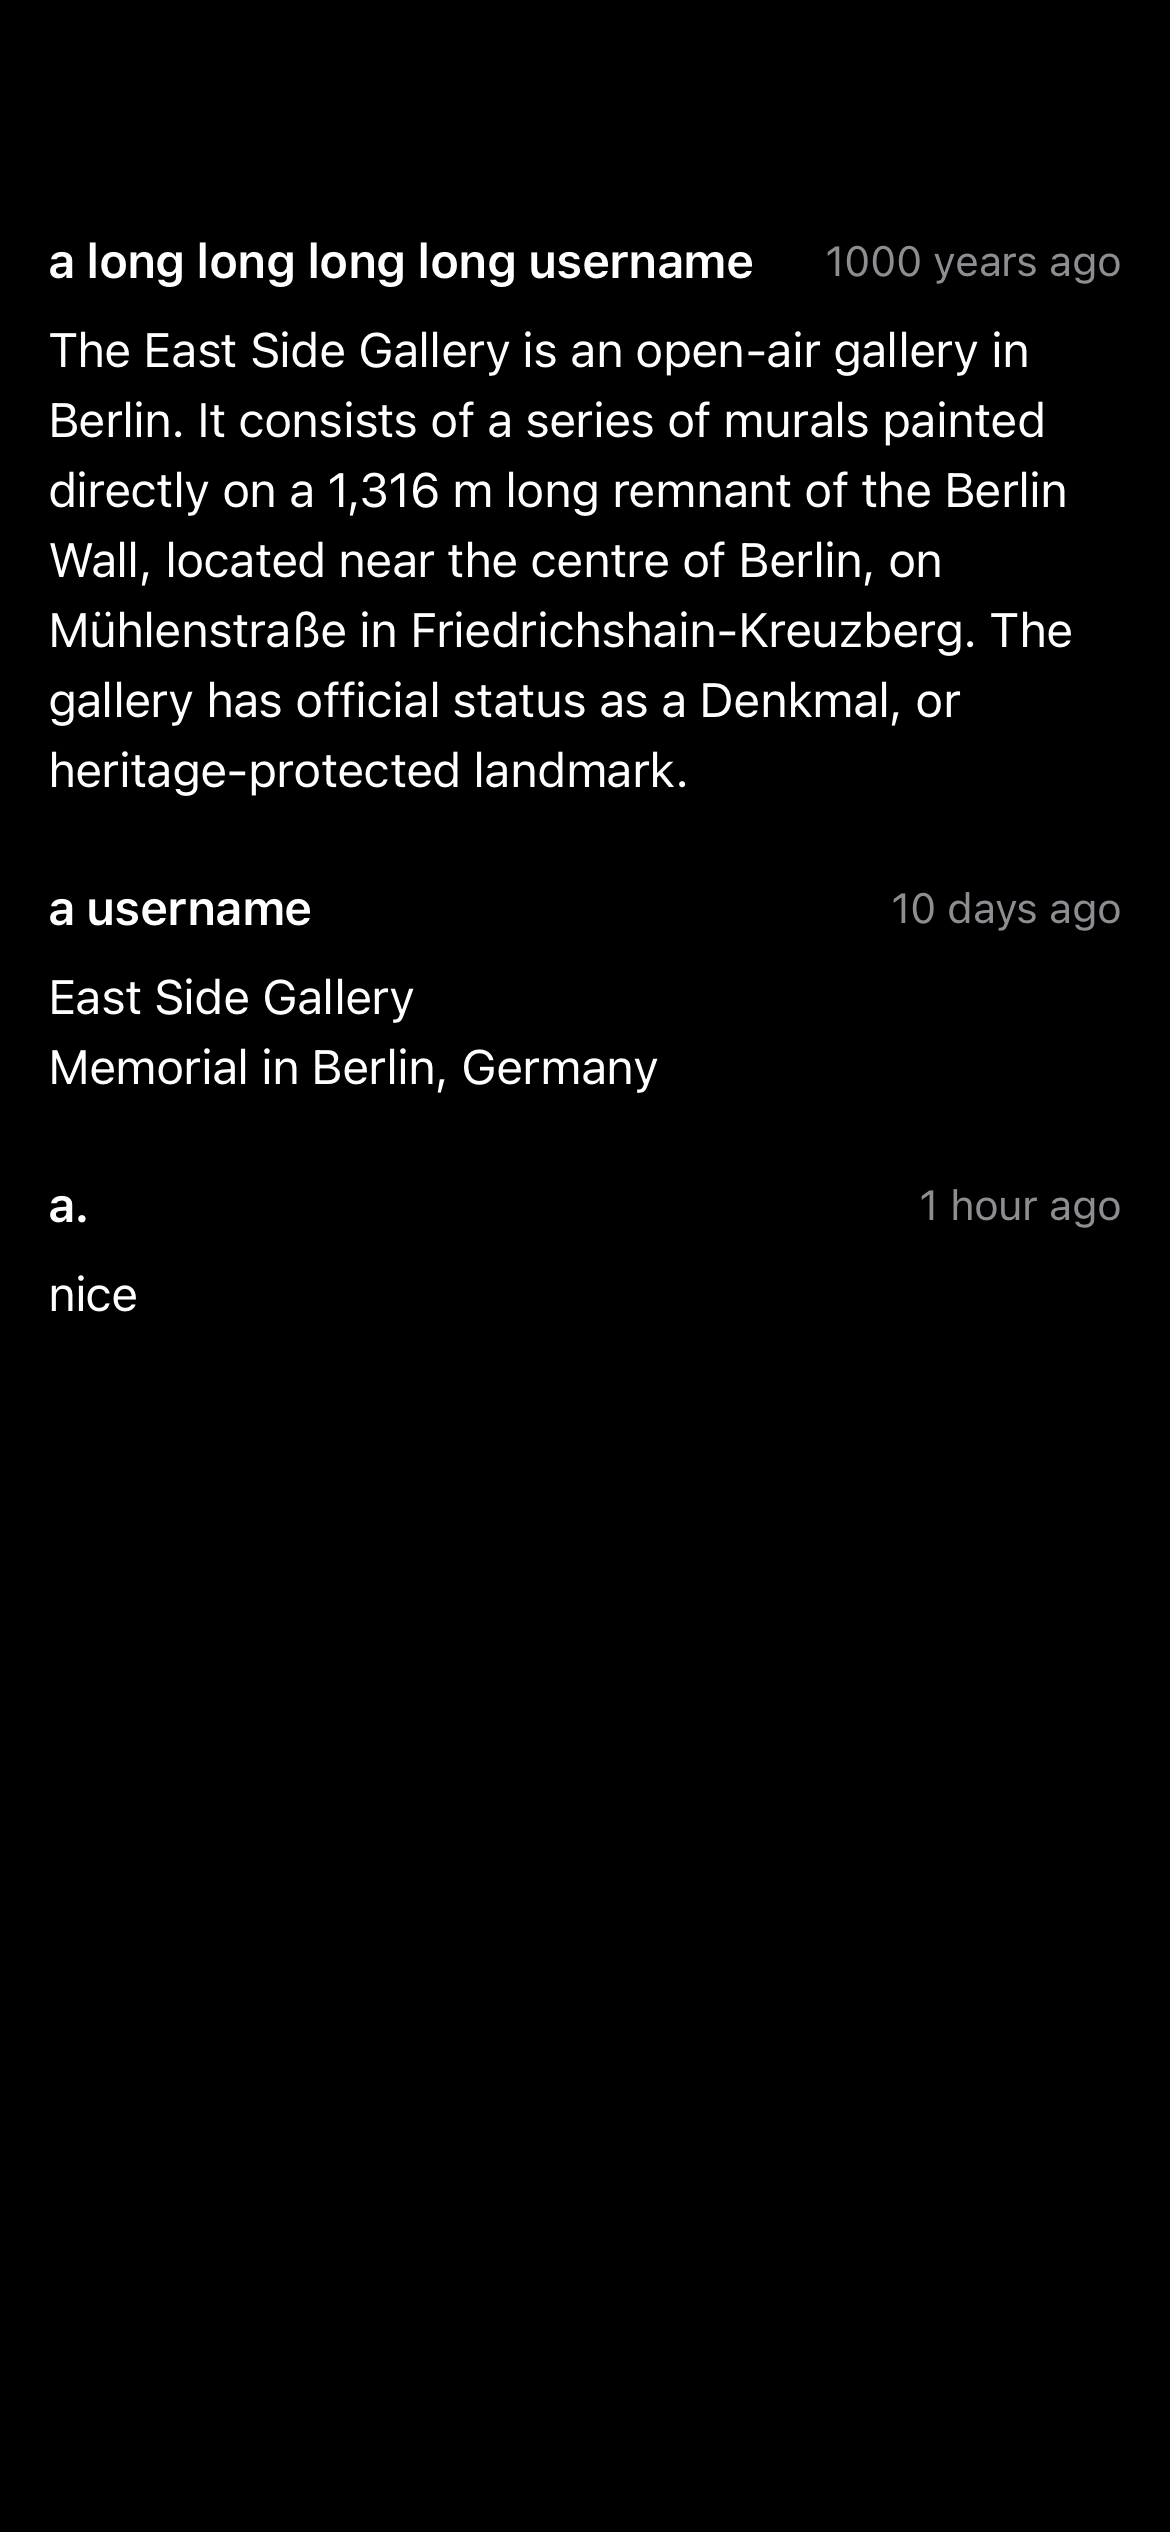 a long long long long username 1000 years ago
The East Side Gallery is an open-air gallery in
Berlin. It consists of a series of murals painted
directly on a 1,316 m long remnant of the Berlin
Wall, located near the centre of Berlin, on
Mühlenstraße in Friedrichshain-Kreuzberg. The
gallery has official status as a Denkmal, or
heritage-protected landmark.
a username 10 days ago
East Side Gallery
Memorial in Berlin, Germany
a. 1 hour ago
nice